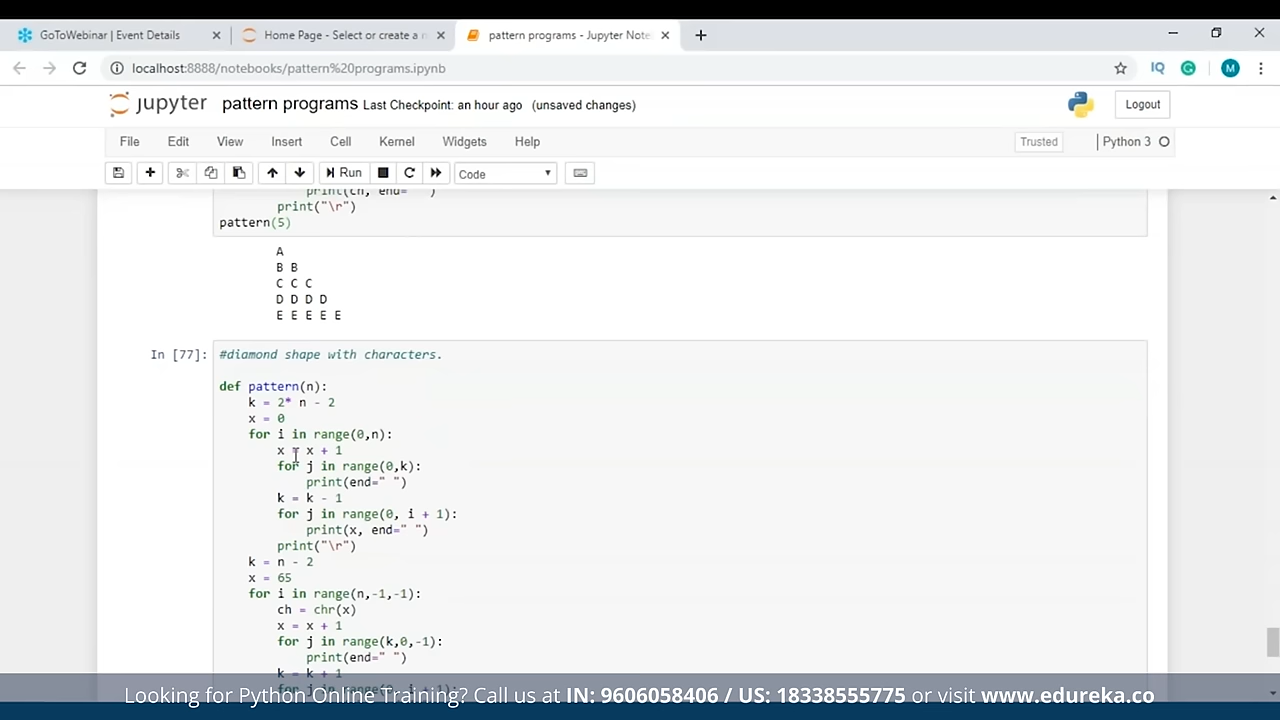 GoToWebinar | Event Details
Home Page - Select or create a n
pattern programs - Jupyter Note
localhost:8888/notebooks/pattern%20programs.ipynb
IQ
M
jupyter pattern programs Last Checkpoint: an hour ago (unsaved changes)
Logout
File Edit View Insert Cell Kernel Widgets Help
Trusted
Python 3
Run
Code
print(ch, end=" ")
print("\r")
pattern(5)
A
B B
C C C
D D D D
E E E E E
In [77]:
#diamond shape with characters.
def pattern(n):
k = 2* n - 2
x = 0
for i in range(0,n):
x = x + 1
for j in range(0,k):
print(end=" ")
k = k - 1
for j in range(0, i + 1):
print(x, end=" ")
print("\r")
k = n - 2
x = 65
for i in range(n,-1,-1):
ch = chr(x)
x = x + 1
for j in range(k,0,-1):
print(end=" ")
k = k + 1
Looking for Python Online Training? Call us at IN: 9606058406 / US: 18338555775 or visit www.edureka.co